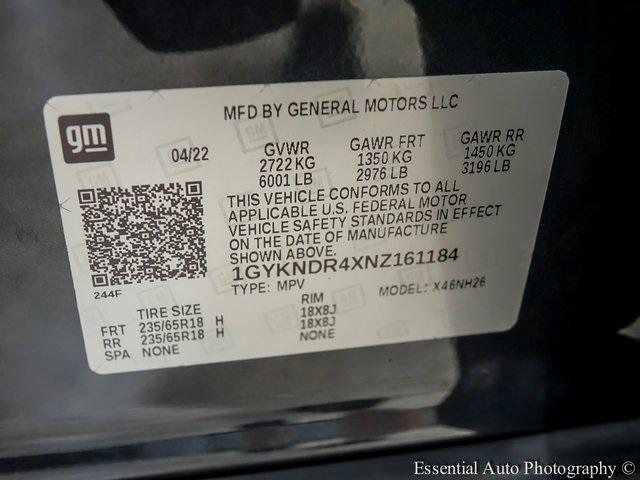 MFD BY GENERAL MOTORS LLC
gm
04/22
GVWR
2722 KG
6001 LB
GAWR FRT
1350 KG
2976 LB
GAWR RR
1450 KG
3196 LB
THIS VEHICLE CONFORMS TO ALL
APPLICABLE U.S. FEDERAL MOTOR
VEHICLE SAFETY STANDARDS IN EFFECT
ON THE DATE OF MANUFACTURE
SHOWN ABOVE.
1GYKNDR4XNZ161184
TYPE: MPV MODEL: X46NH26
244F
TIRE SIZE RIM
FRT 235/65R18 H 18X8J
RR 235/65R18 H 18X8J
SPA NONE NONE
Essential Auto Photography ©